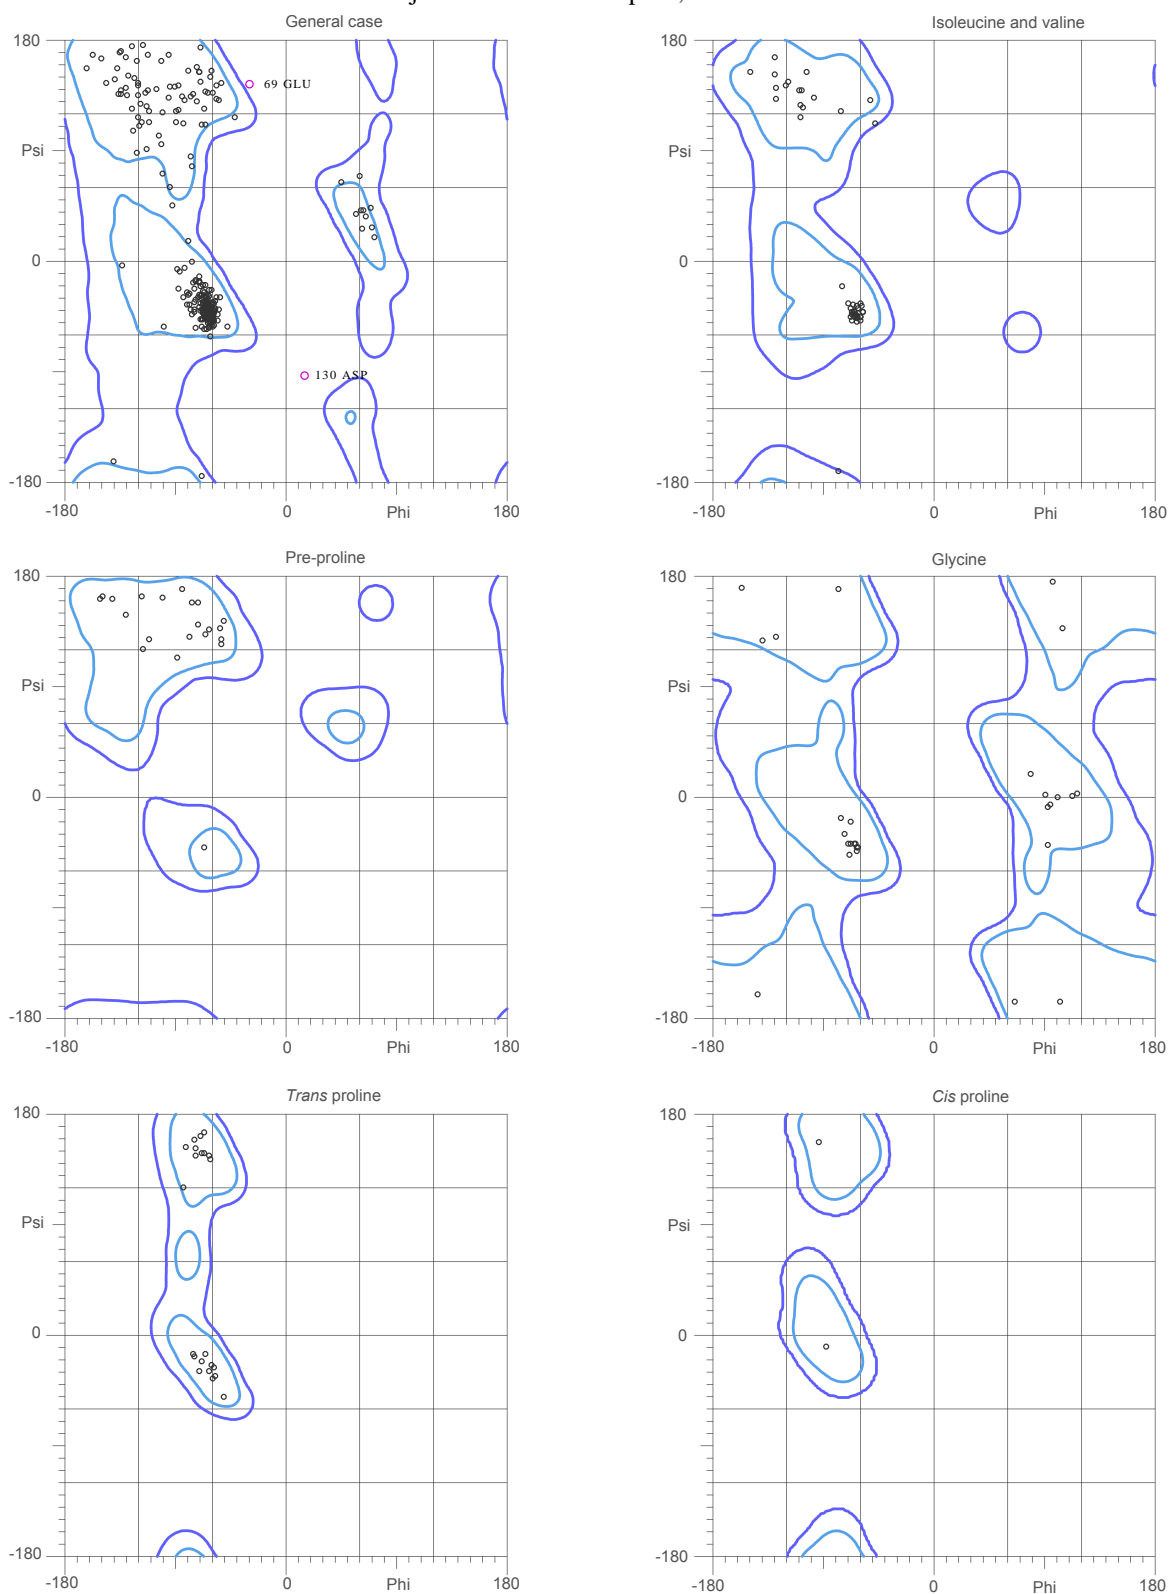 General case
180
Psi
0
-180
-180
0
Phi
180
69 GLU
130 ASP
Isoleucine and valine
180
Psi
0
-180
-180
0
Phi
180
Pre-proline
180
Psi
0
-180
-180
0
Phi
180
Glycine
180
Psi
0
-180
-180
0
Phi
180
Trans proline
180
Psi
0
-180
-180
0
Phi
180
Cis proline
180
Psi
0
-180
-180
0
Phi
180